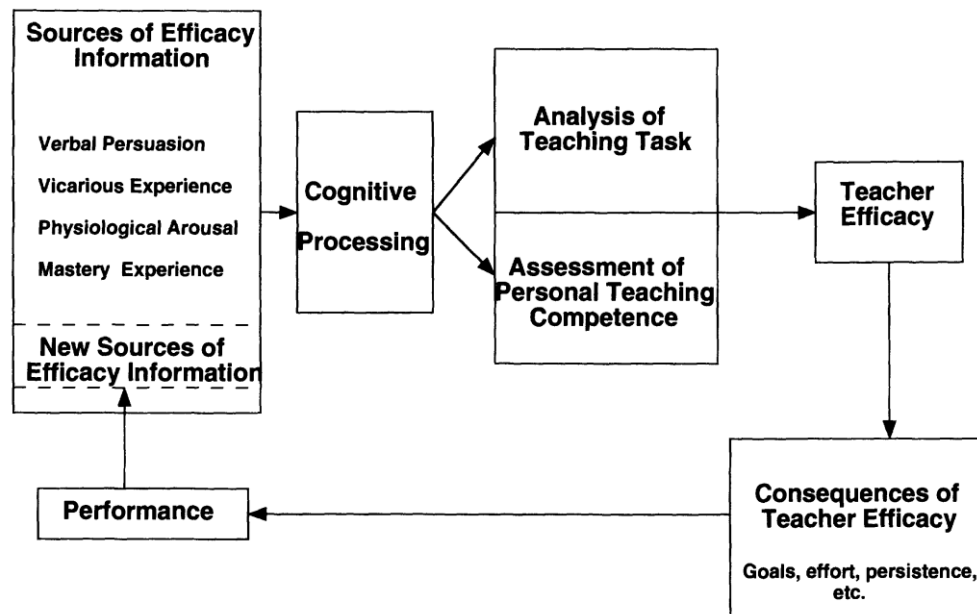 Sources of Efficacy
Information
Verbal Persuasion
Vicarious Experience
Physiological Arousal
Mastery Experience
New Sources of
Efficacy Information
Cognitive
Processing
Analysis of
Teaching Task
Assessment of
Personal Teaching
Competence
Teacher
Efficacy
Consequences of
Teacher Efficacy
Goals, effort, persistence,
etc.
Performance